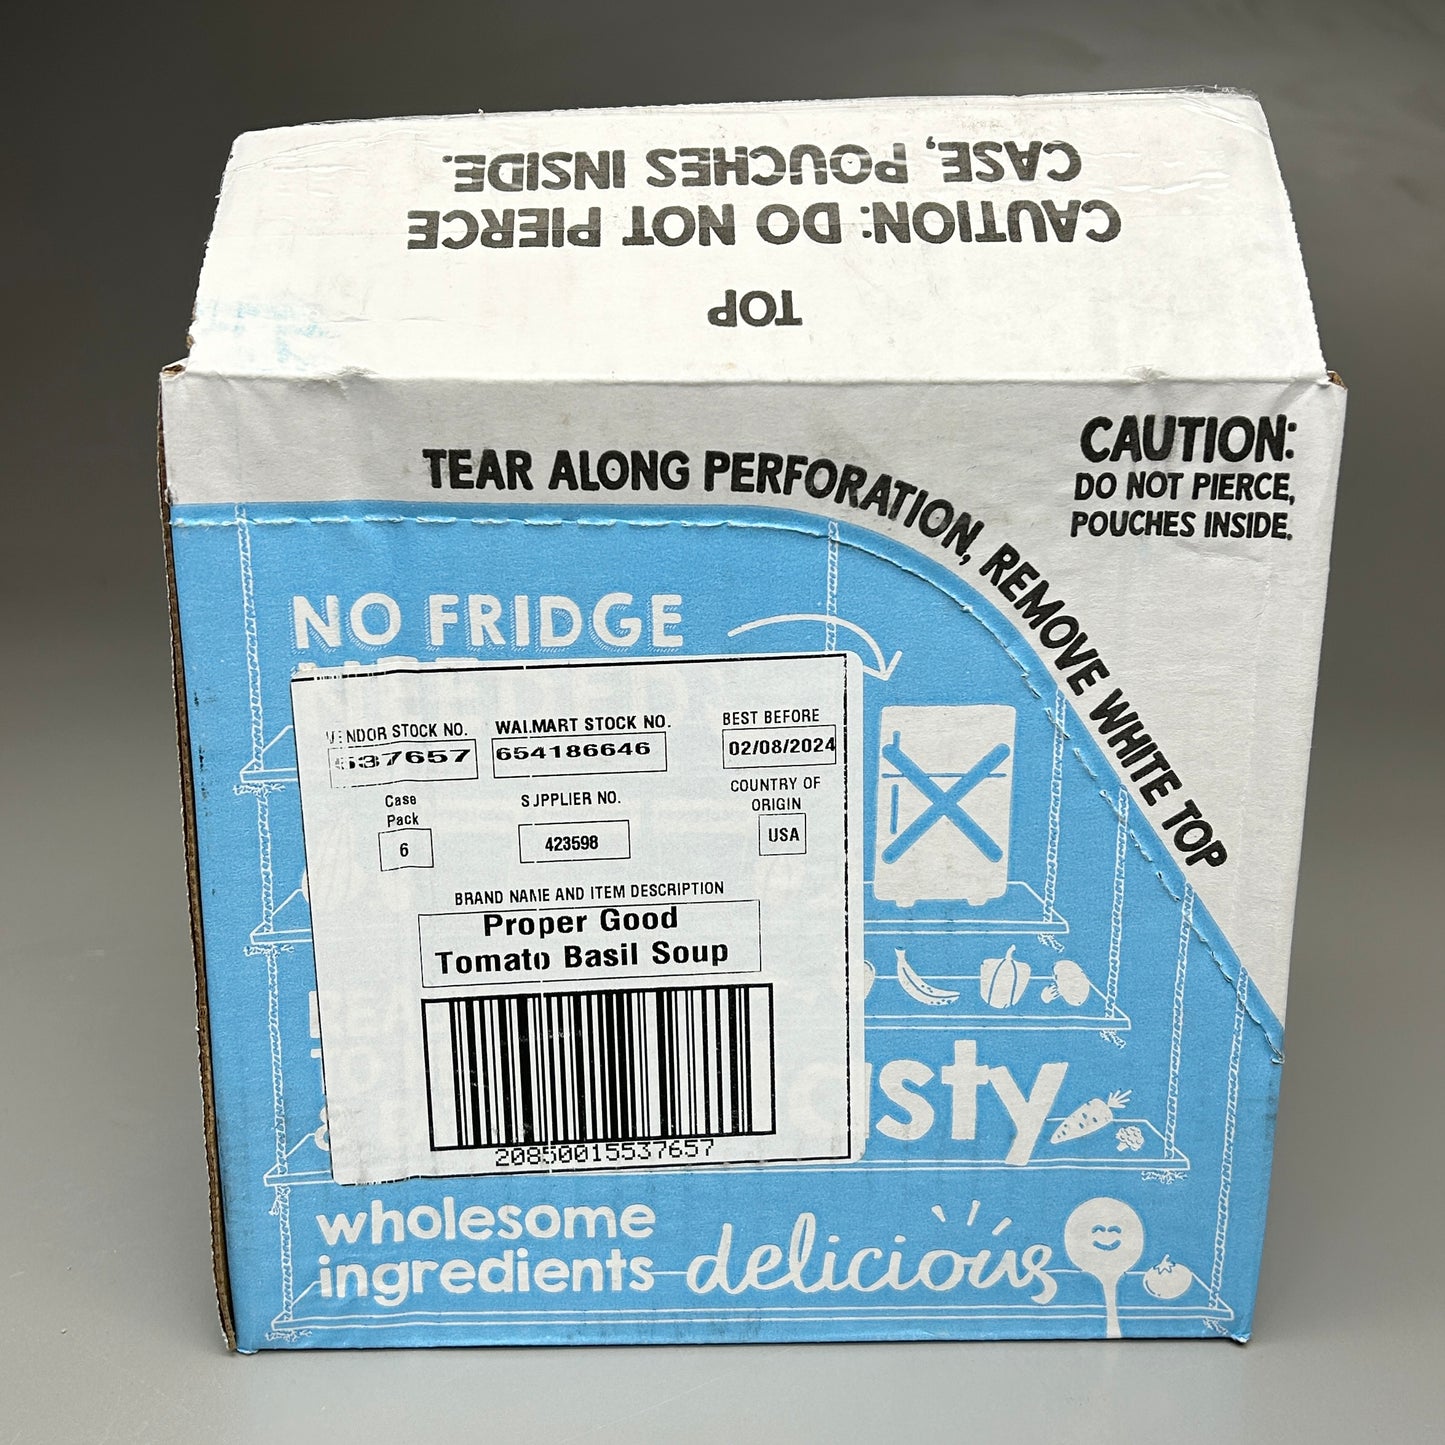 CAUTION: DO NOT PIERCE
CASE, POUCHES INSIDE.
TOP
TEAR ALONG PERFORATION, REMOVE WHITE TOP
CAUTION:
DO NOT PIERCE,
POUCHES INSIDE.
NO FRIDGE
VENDOR STOCK NO.
537657
WALMART STOCK NO.
654186646
BEST BEFORE
02/08/2024
Case
Pack
6
SUPPLIER NO.
423598
COUNTRY OF
ORIGIN
USA
BRAND NAME AND ITEM DESCRIPTION
Proper Good
Tomato Basil Soup
20850015537657
wholesome
ingredients
delicious